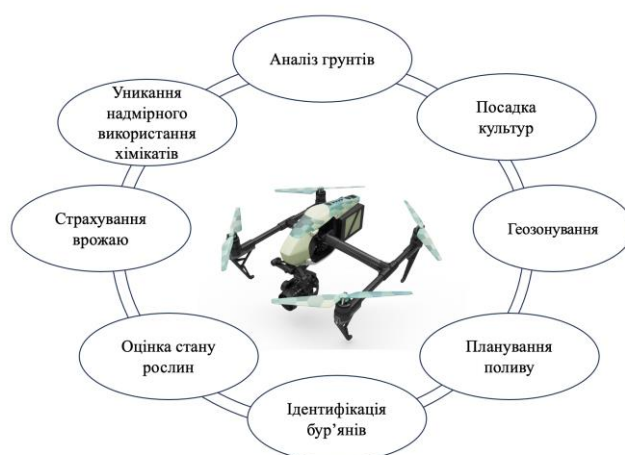 Аналіз грунтів
Посадка
культур
Геозонування
Планування
поливу
Ідентифікація
бур’янів
Оцінка стану
рослин
Страхування
врожаю
Уникання
надмірного
використання
хімікатів